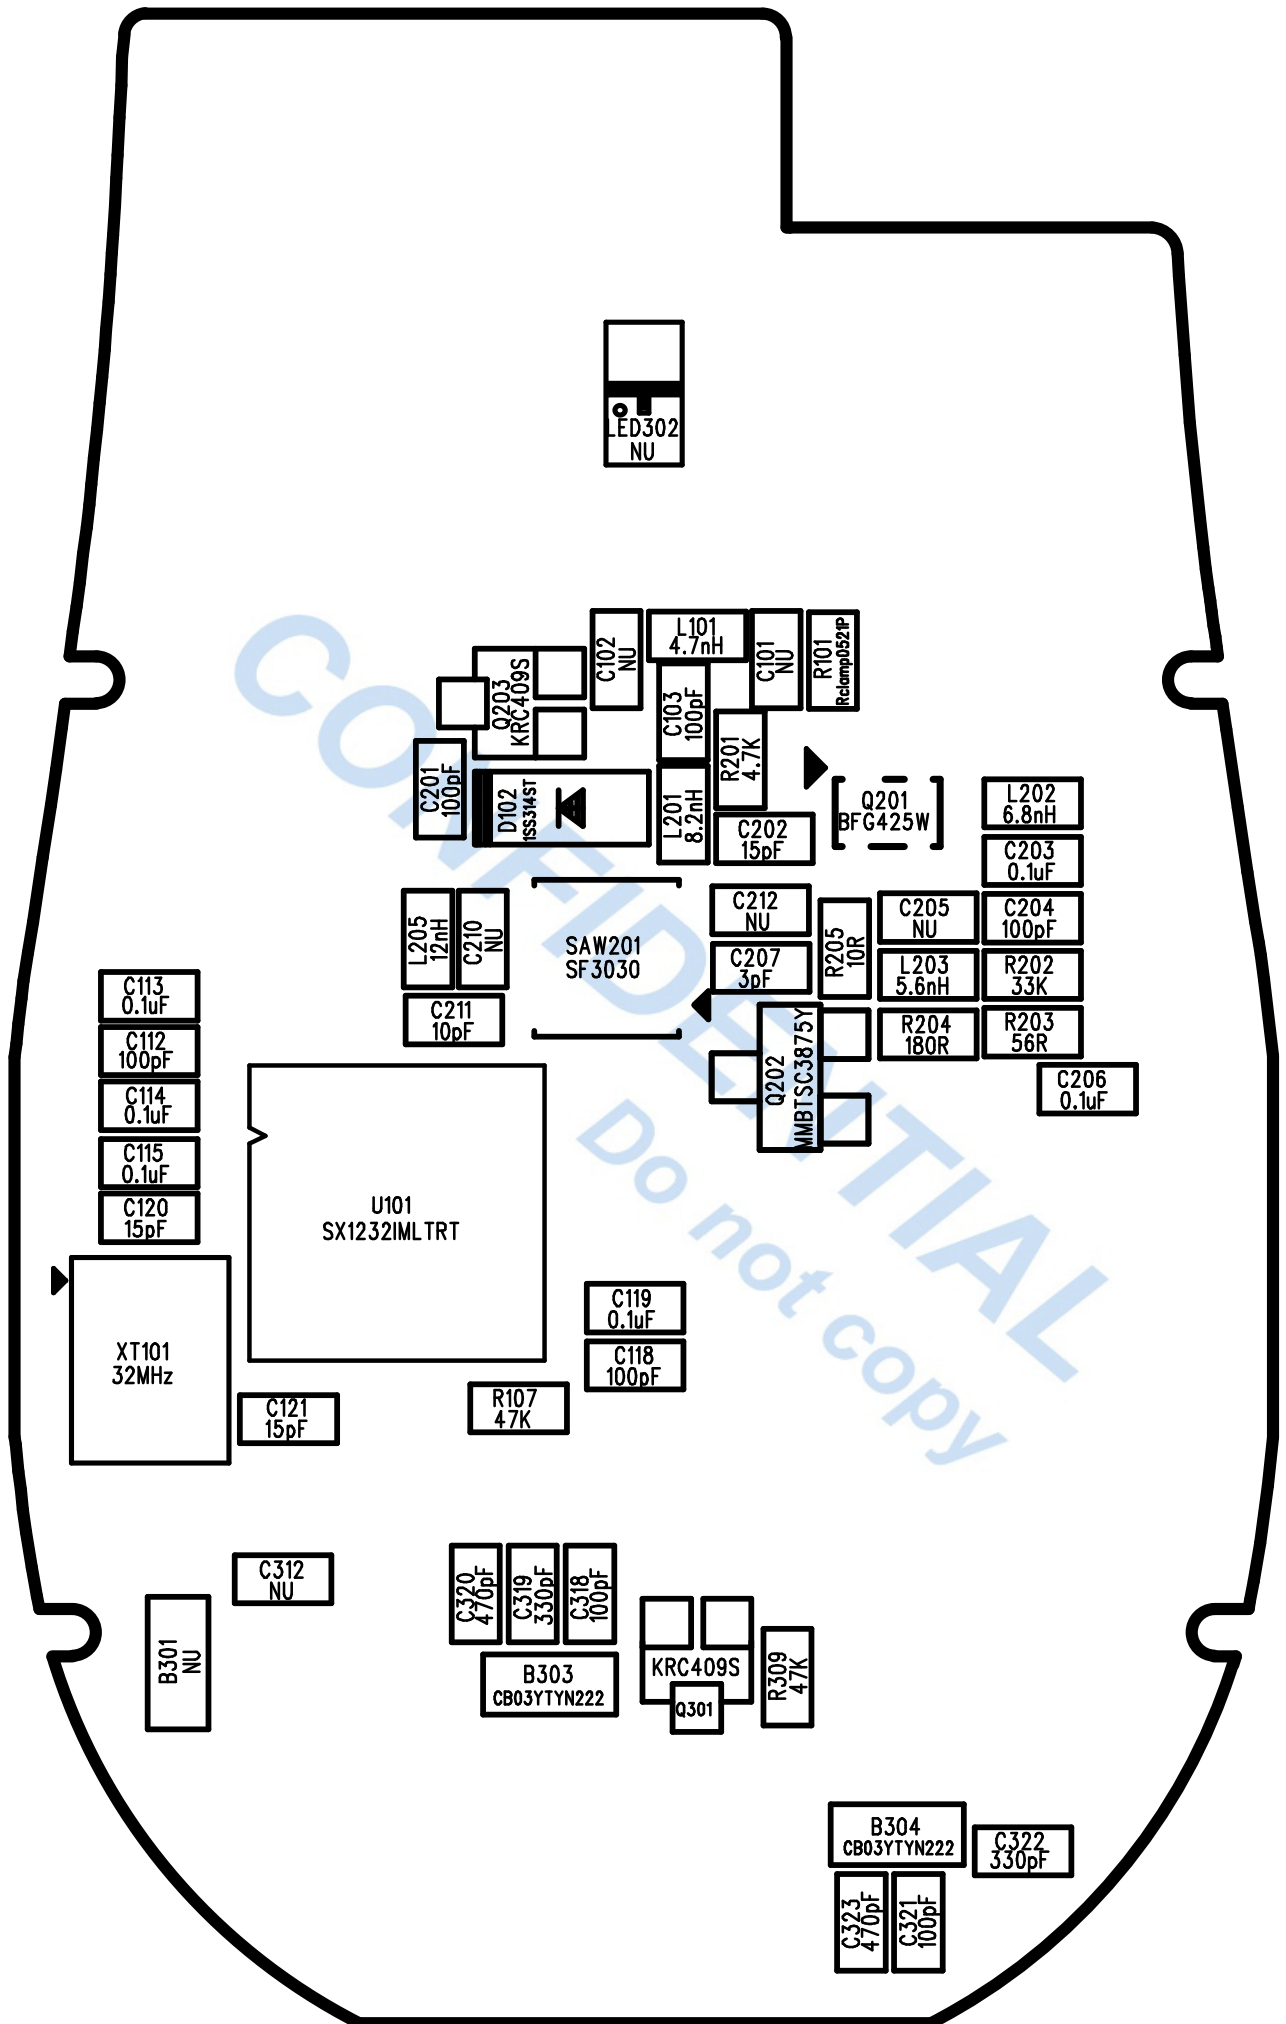 LED302
NU
C102
NU
L101
4.7nH
C101
NU
R101
Rclamp0521P
Q203
KRC409S
C103
100pF
R201
4.7K
C201
100pF
D102
1SS314ST
L201
8.2nH
C202
15pF
Q201
BFG425W
L202
6.8nH
C203
0.1uF
L205
12nH
C210
NU
SAW201
SF3030
C212
NU
R205
10R
C205
NU
C204
100pF
C207
3pF
L203
5.6nH
R202
33K
C211
10pF
Q202
MMBTSC3875Y
R204
180R
R203
56R
C206
0.1uF
C113
0.1uF
C112
100pF
C114
0.1uF
C115
0.1uF
C120
15pF
U101
SX1232IMLTRT
XT101
32MHz
C119
0.1uF
C118
100pF
C121
15pF
R107
47K
C312
NU
B301
NU
C320
470pF
C319
330pF
C318
100pF
B303
CB03YTYN222
KRC409S
Q301
R309
47K
B304
CB03YTYN222
C322
330pF
C323
470pF
C321
100pF
CONFIDENTIAL
Do not copy